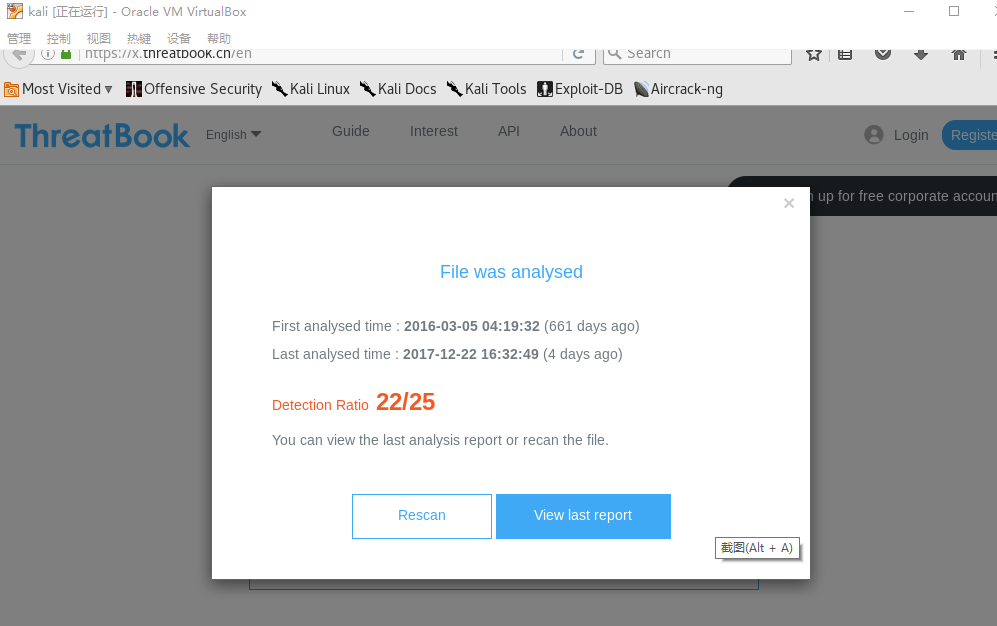 kali [正在运行] - Oracle VM VirtualBox
管理 控制 视图 热键 设备 帮助
https://x.threatbook.cn/en Search
Most Visited Offensive Security Kali Linux Kali Docs Kali Tools Exploit-DB Aircrack-ng
ThreatBook English Guide Interest API About Login Registe
up for free corporate accoun
×
File was analysed
First analysed time : 2016-03-05 04:19:32 (661 days ago)
Last analysed time : 2017-12-22 16:32:49 (4 days ago)
Detection Ratio 22/25
You can view the last analysis report or recan the file.
Rescan View last report
截图(Alt + A)